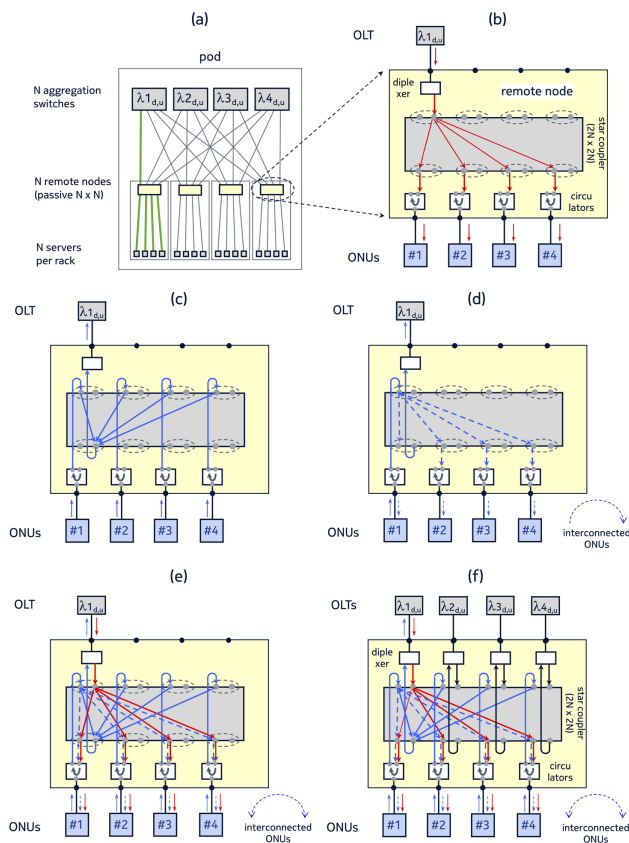 (a)
pod
N aggregation
switches
λ1d,u λ2d,u λ3d,u λ4d,u
N remote nodes
(passive N x N)
N servers
per rack
(b)
OLT
λ1d,u
diple
xer
remote node
star coupler
(2N x 2N)
circu
lators
ONUs
#1 #2 #3 #4
(c)
OLT
λ1d,u
ONUs
#1 #2 #3 #4
(d)
OLT
λ1d,u
ONUs
#1 #2 #3 #4
interconnected
ONUs
(e)
OLT
λ1d,u
ONUs
#1 #2 #3 #4
interconnected
ONUs
(f)
OLTs
λ1d,u λ2d,u λ3d,u λ4d,u
diple
xer
star coupler
(2N x 2N)
circu
lators
ONUs
#1 #2 #3 #4
interconnected
ONUs